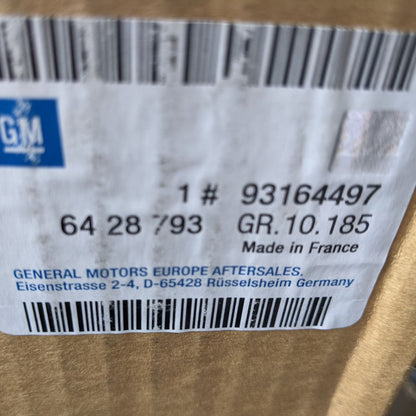 GM
1 # 93164497
64 28 793 GR.10.185
Made in France
GENERAL MOTORS EUROPE AFTERSALES.
Eisenstrasse 2-4, D-65428 Rüsselsheim Germany